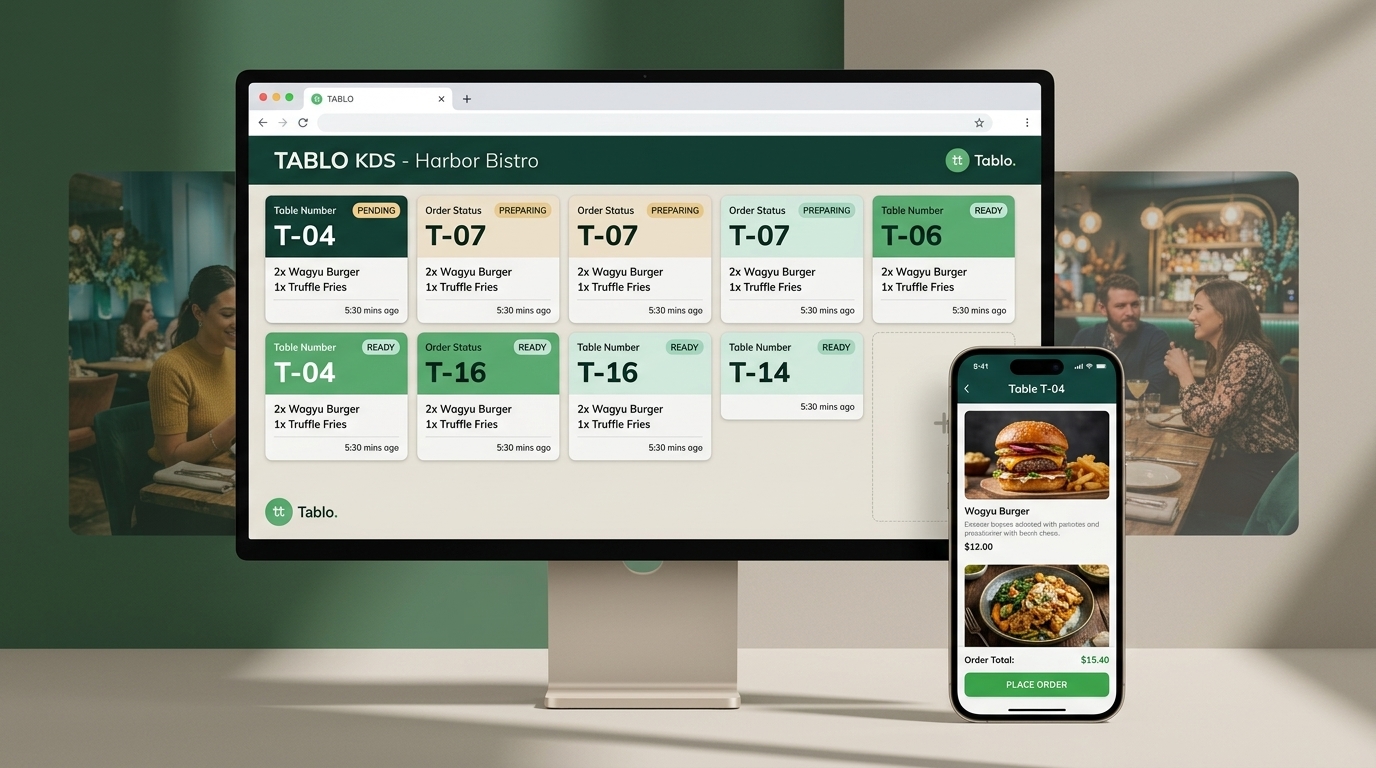 TABLO
TABLO KDS - Harbor Bistro
tt Tablo.
Table Number PENDING
T-04
2x Wagyu Burger
1x Truffle Fries
5:30 mins ago
Order Status PREPARING
T-07
2x Wagyu Burger
1x Truffle Fries
5:30 mins ago
Order Status PREPARING
T-07
2x Wagyu Burger
1x Truffle Fries
5:30 mins ago
Order Status PREPARING
T-07
2x Wagyu Burger
1x Truffle Fries
5:30 mins ago
Table Number READY
T-06
2x Wagyu Burger
1x Truffle Fries
5:30 mins ago
Table Number READY
T-04
2x Wagyu Burger
1x Truffle Fries
5:30 mins ago
Order Status READY
T-16
2x Wagyu Burger
1x Truffle Fries
5:30 mins ago
Table Number READY
T-16
2x Wagyu Burger
1x Truffle Fries
5:30 mins ago
Table Number READY
T-14
5:30 mins ago
tt Tablo.
Table T-04
Wogyu Burger
with
and
with
$12.00
Order Total: $15.40
PLACE ORDER